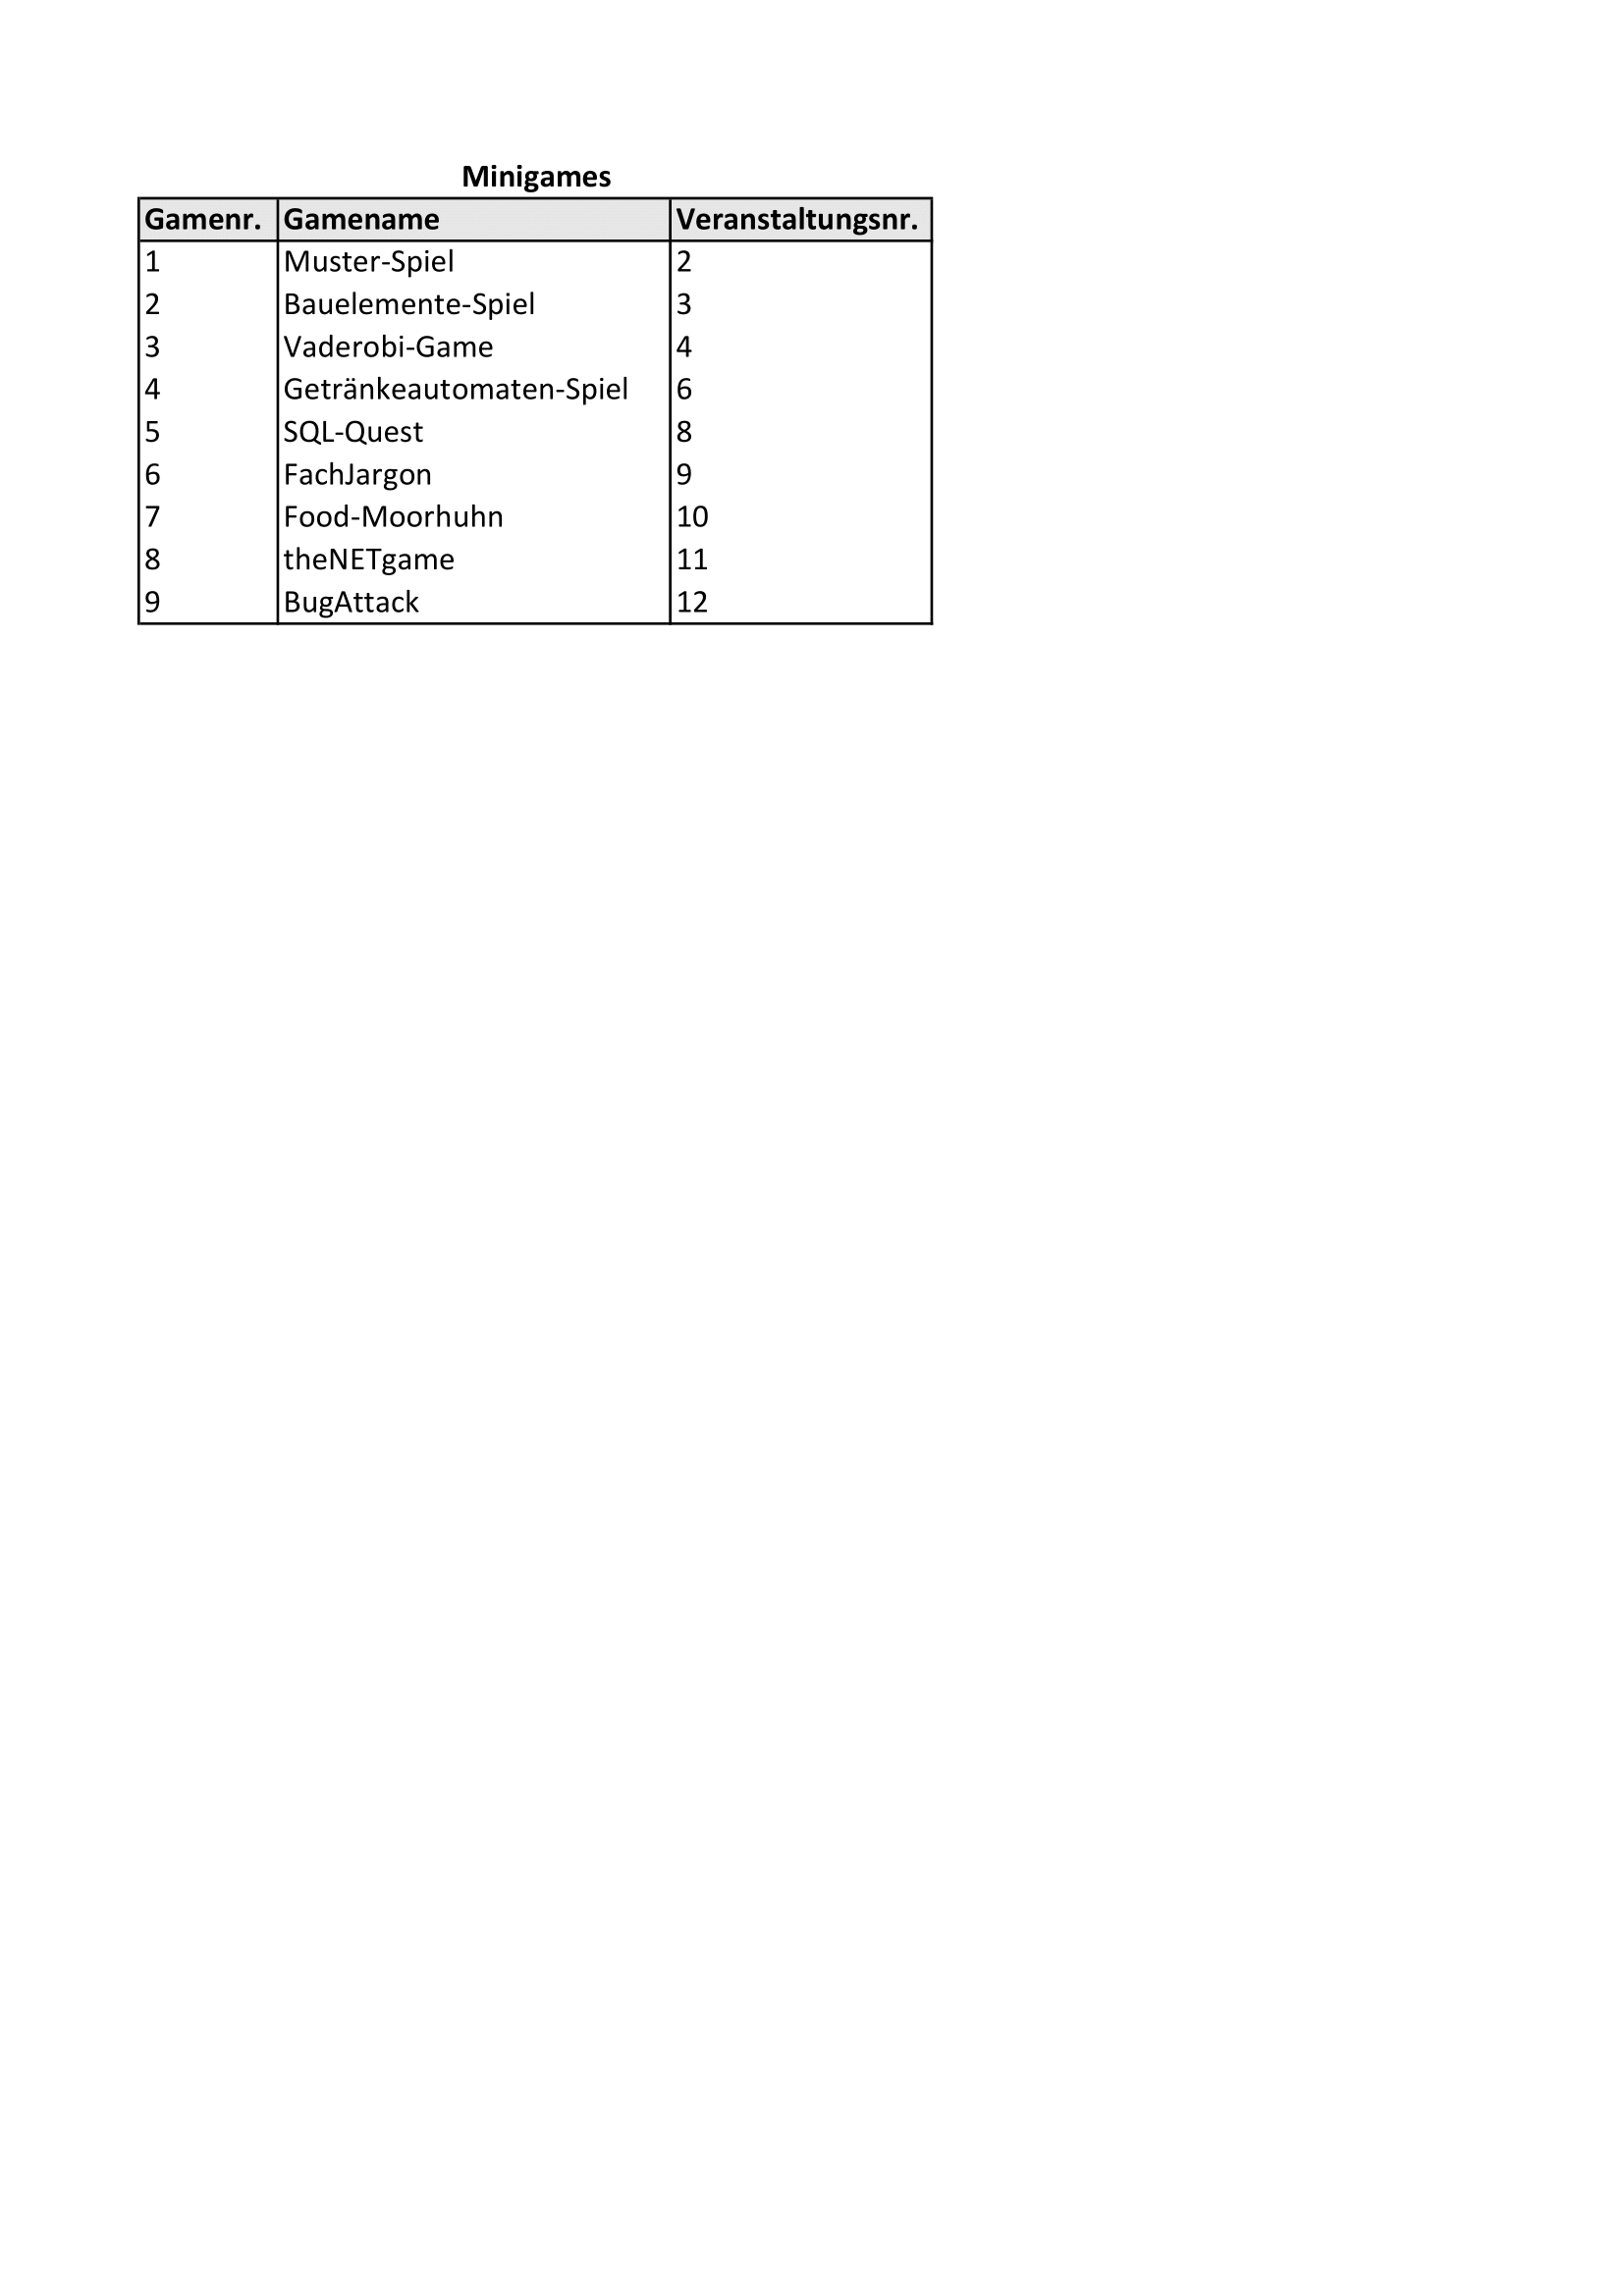 Minigames
Gamenr. Gamename Veranstaltungsnr.
1 Muster-Spiel 2
2 Bauelemente-Spiel 3
3 Vaderobi-Game 4
4 Getränkeautomaten-Spiel 6
5 SQL-Quest 8
6 FachJargon 9
7 Food-Moorhuhn 10
8 theNETgame 11
9 BugAttack 12